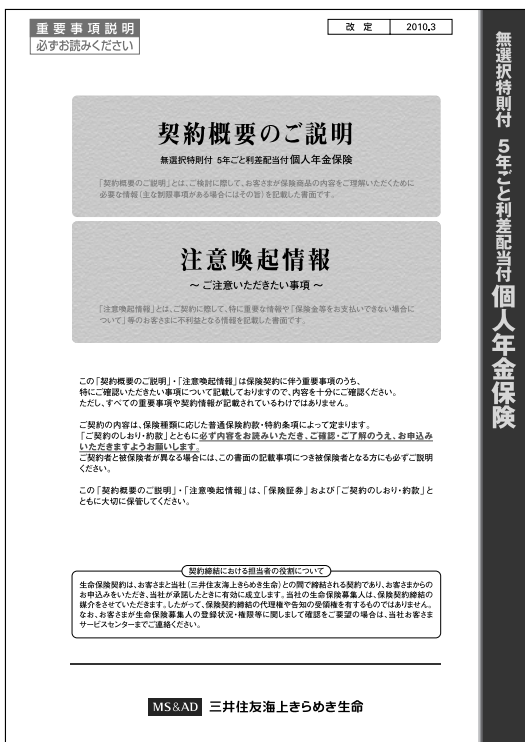 重要事項説明
必ずお読みください
改 定 2010.3
無選択特則付 5年ごと利差配当付 個人年金保険
契約概要のご説明
無選択特則付 5年ごと利差配当付 個人年金保険
「契約概要のご説明」とは、ご検討に際して、お客さまが保険商品の内容をご理解いただくために
必要な情報(主な制限事項がある場合にはその旨)を記載した書面です。
注意喚起情報
～ ご注意いただきたい事項 ～
「注意喚起情報」とは、ご契約に際して、特に重要な情報や「保険金等をお支払いできない場合に
ついて」等のお客さまに不利益となる情報を記載した書面です。
この「契約概要のご説明」・「注意喚起情報」は保険契約に伴う重要事項のうち、
特にご確認いただきたい事項について記載しておりますので、内容を十分にご確認ください。
ただし、すべての重要事項や契約情報が記載されているわけではありません。
ご契約の内容は、保険種類に応じた普通保険約款・特約条項によって定まります。
「ご契約のしおり・約款」とともに必ず内容をお読みいただき、ご確認・ご了解のうえ、お申込み
いただきますようお願いします。
ご契約者と被保険者が異なる場合には、この書面の記載事項につき被保険者となる方にも必ずご説明
ください。
この「契約概要のご説明」・「注意喚起情報」は、「保険証券」および「ご契約のしおり・約款」と
ともに大切に保管してください。
契約締結における担当者の役割について
生命保険契約は、お客さまと当社(三井住友海上きらめき生命)との間で締結される契約であり、お客さまからの
お申込みをいただき、当社が承諾したときに有効に成立します。当社の生命保険募集人は、保険契約締結の
媒介をさせていただきます。したがって、保険契約締結の代理権や告知の受領権を有するものではありません。
なお、お客さまが生命保険募集人の登録状況・権限等に関しまして確認をご要望の場合は、当社お客さま
サービスセンターまでご連絡ください。
MS&AD 三井住友海上きらめき生命